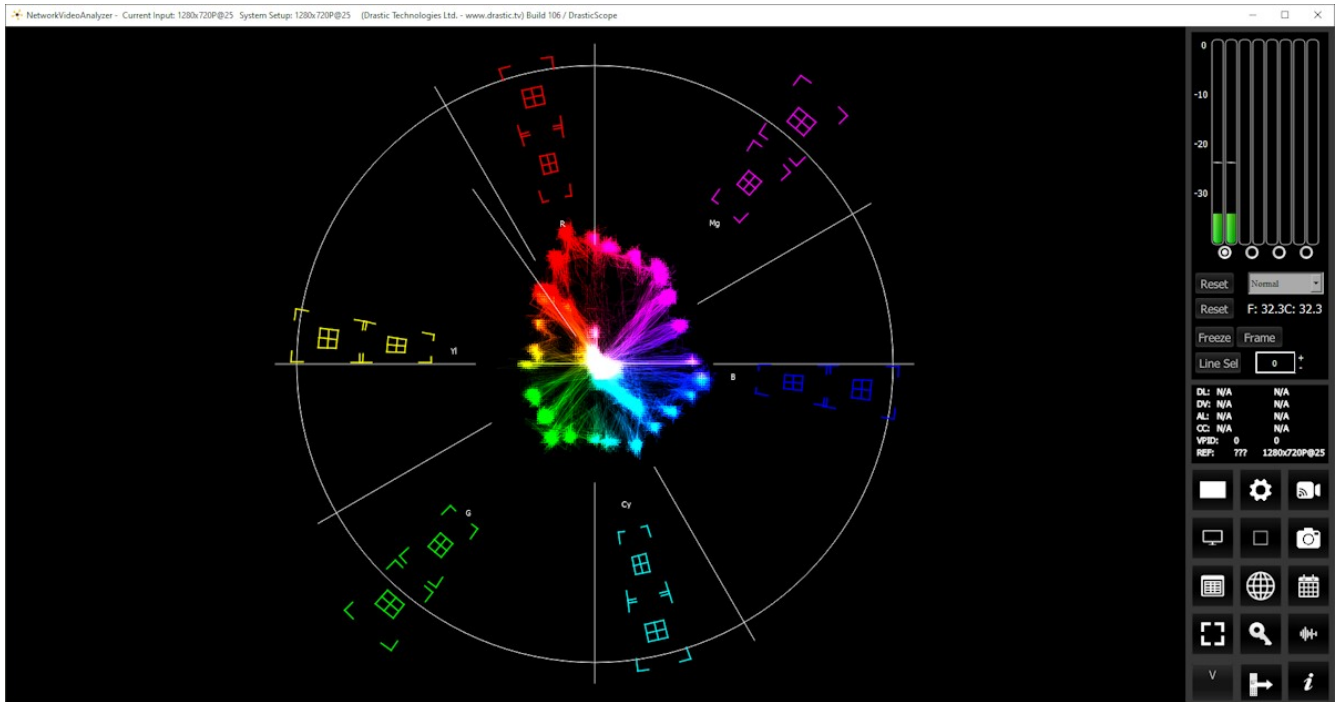 NetworkVideoAnalyzer - Current Input: 1280x720P@25 System Setup: 1280x720P@25 (Drastic Technologies Ltd. - www.drastic.tv) Build 106 / DrasticScope
0
-10
-20
-30
R
Mg
Yl
B
G
Cy
Reset Normal
Reset F: 32.3C: 32.3
Freeze Frame
Line Sel 0 + -
DL: N/A N/A
DV: N/A N/A
AL: N/A N/A
CC: N/A N/A
VPID: 0 0
REF: ??? 1280x720P@25
V
i